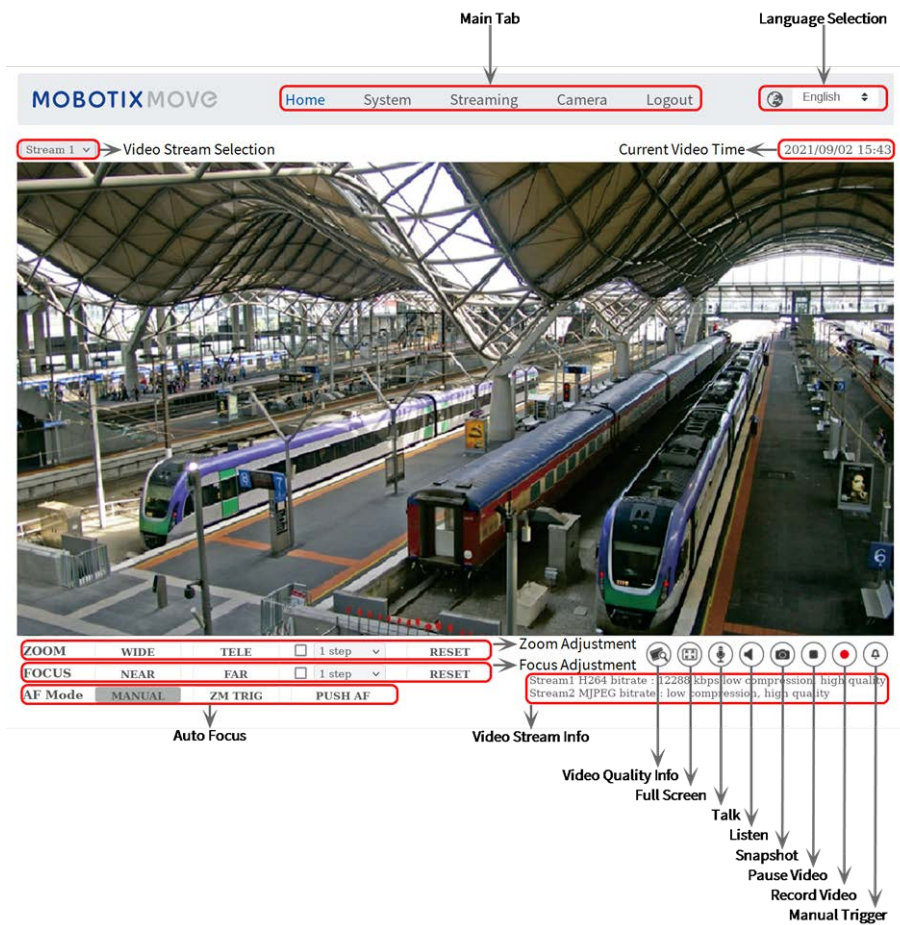 Main Tab
Language Selection
MOBOTIX MOVE
Home System Streaming Camera Logout
English
Stream 1
Video Stream Selection
Current Video Time
2021/09/02 15:43
8
7
6
ZOOM WIDE TELE 1 step RESET
Zoom Adjustment
FOCUS NEAR FAR 1 step RESET
Focus Adjustment
AF Mode MANUAL ZM TRIG PUSH AF
Stream1 H264 bitrate : 12288 kbps low compression, high quality
Stream2 MJPEG bitrate : low compression, high quality
Auto Focus
Video Stream Info
Video Quality Info
Full Screen
Talk
Listen
Snapshot
Pause Video
Record Video
Manual Trigger